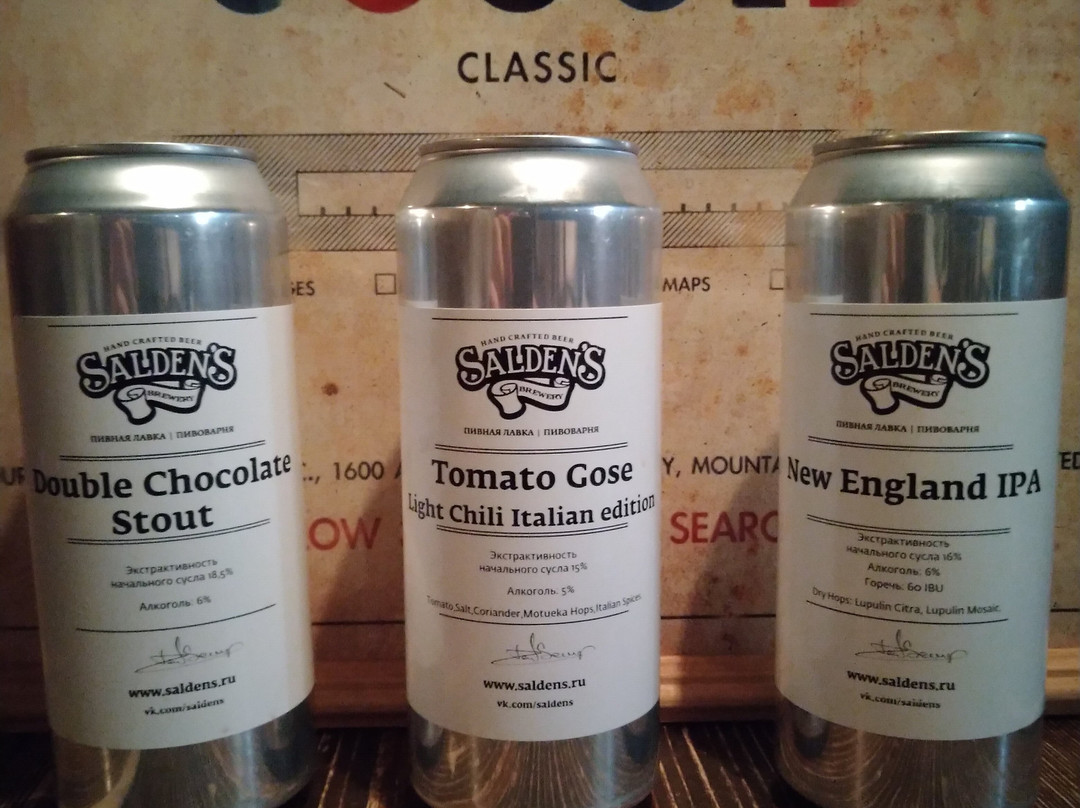 CLASSIC
MAPS
HAND CRAFTED BEER
SALDEN'S
BREWERY
ПИВНАЯ ЛАВКА | ПИВОВАРНЯ
Double Chocolate
Stout
Экстрактивность
начального сусла 18,5%
Алкоголь: 6%
www.saldens.ru
vk.com/saldens
HAND CRAFTED BEER
SALDEN'S
BREWERY
ПИВНАЯ ЛАВКА | ПИВОВАРНЯ
Tomato Gose
Light Chili Italian edition
Экстрактивность
начального сусла 15%
Алкоголь: 5%
Tomato,Salt,Coriander,Motueka Hops,Italian Spices
www.saldens.ru
vk.com/saldens
HAND CRAFTED BEER
SALDEN'S
BREWERY
ПИВНАЯ ЛАВКА | ПИВОВАРНЯ
New England IPA
Экстрактивность
начального сусла 16%
Алкоголь: 6%
Горечь: 60 IBU
Dry Hops: Lupulin Citra, Lupulin Mosaic
www.saldens.ru
vk.com/saldens
1600
SEARC